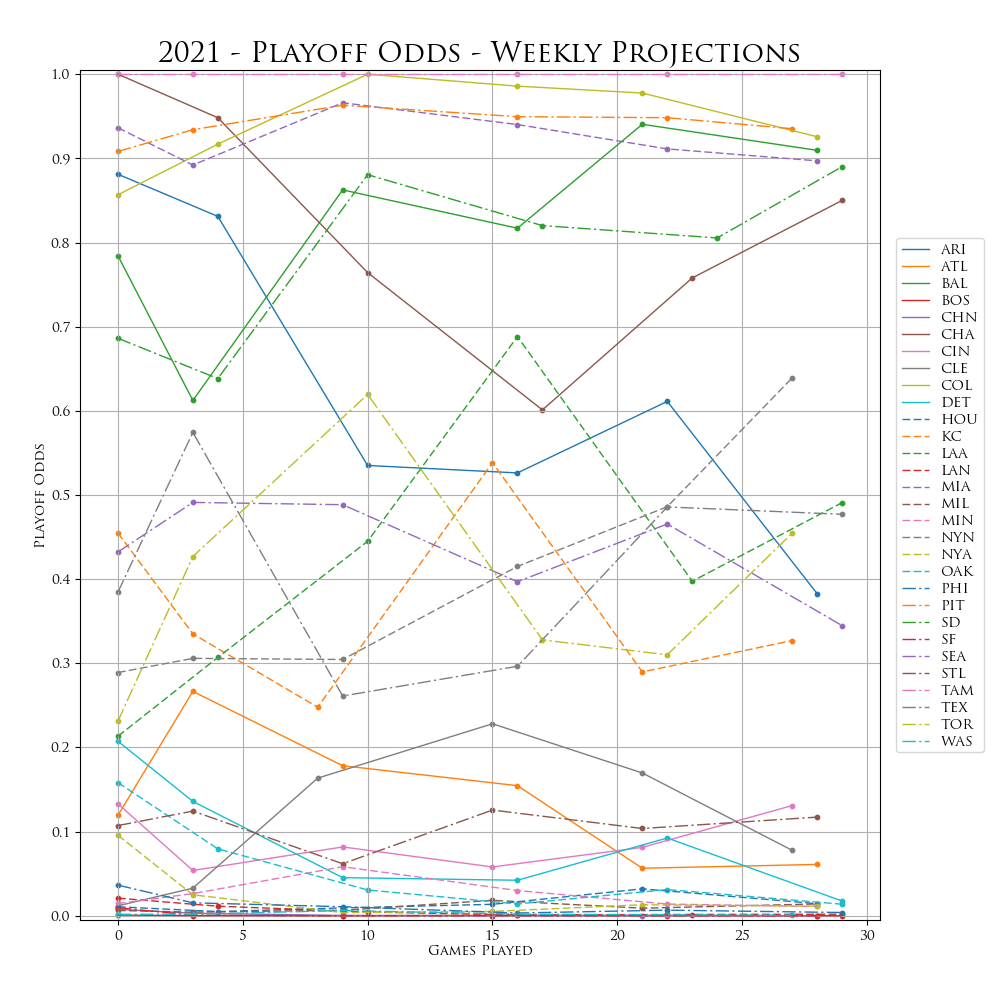 2021 - Playoff Odds - Weekly Projections
1.0
0.9
0.8
0.7
0.6
0.5
0.4
0.3
0.2
0.1
0.0
Playoff Odds
0 5 10 15 20 25 30
Games Played
ARI
ATL
BAL
BOS
CHN
CHA
CIN
CLE
COL
DET
HOU
KC
LAA
LAN
MIA
MIL
MIN
NYN
NYA
OAK
PHI
PIT
SD
SF
SEA
STL
TAM
TEX
TOR
WAS